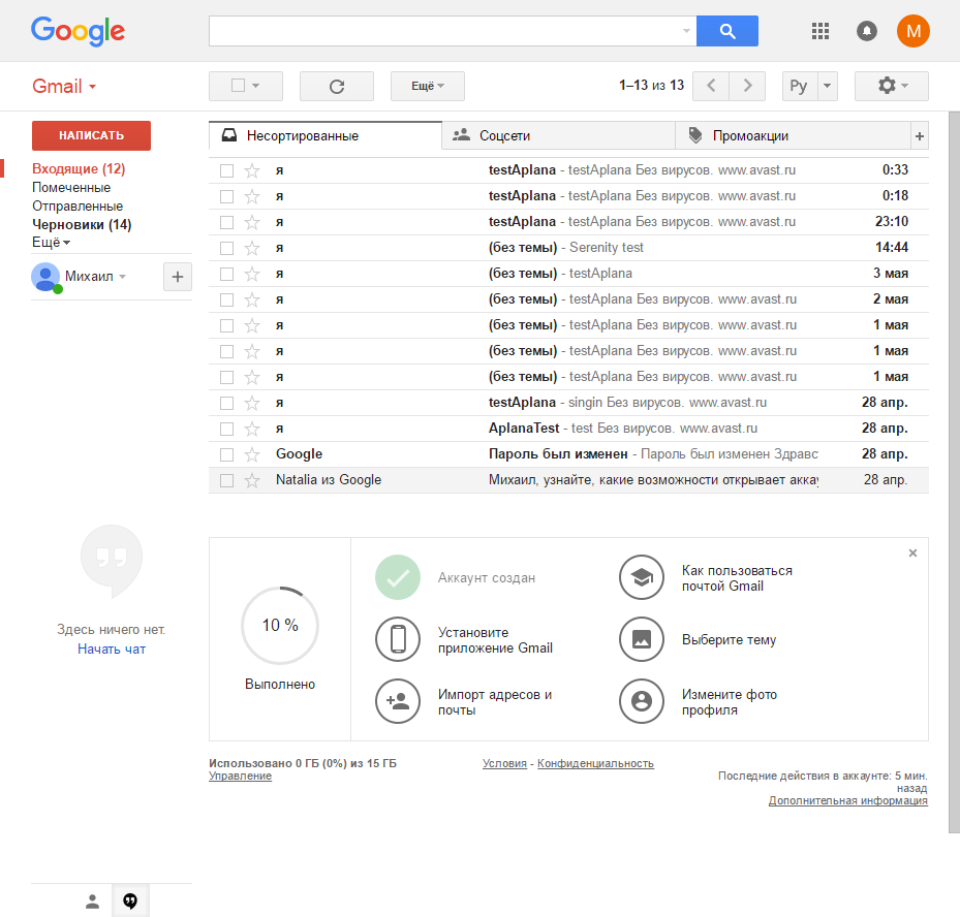 Google
M
Gmail
Ещё
1–13 из 13
Ру
НАПИСАТЬ
Входящие (12)
Помеченные
Отправленные
Черновики (14)
Ещё
Михаил
+
Здесь ничего нет.
Начать чат
Несортированные
Соцсети
Промоакции
+
я testAplana - testAplana Без вирусов. www.avast.ru 0:33
я testAplana - testAplana Без вирусов. www.avast.ru 0:18
я testAplana - testAplana Без вирусов. www.avast.ru 23:10
я (без темы) - Serenity test 14:44
я (без темы) - testAplana 3 мая
я (без темы) - testAplana Без вирусов. www.avast.ru 2 мая
я (без темы) - testAplana Без вирусов. www.avast.ru 1 мая
я (без темы) - testAplana Без вирусов. www.avast.ru 1 мая
я (без темы) - testAplana Без вирусов. www.avast.ru 1 мая
я testAplana - singin Без вирусов. www.avast.ru 28 апр.
я AplanaTest - test Без вирусов. www.avast.ru 28 апр.
Google Пароль был изменен - Пароль был изменен Здравс 28 апр.
Natalia из Google Михаил, узнайте, какие возможности открывает акка 28 апр.
10 %
Выполнено
Аккаунт создан
Как пользоваться
почтой Gmail
Установите
приложение Gmail
Выберите тему
Импорт адресов и
почты
Измените фото
профиля
Использовано 0 ГБ (0%) из 15 ГБ
Управление
Условия - Конфиденциальность
Последние действия в аккаунте: 5 мин.
назад
Дополнительная информация